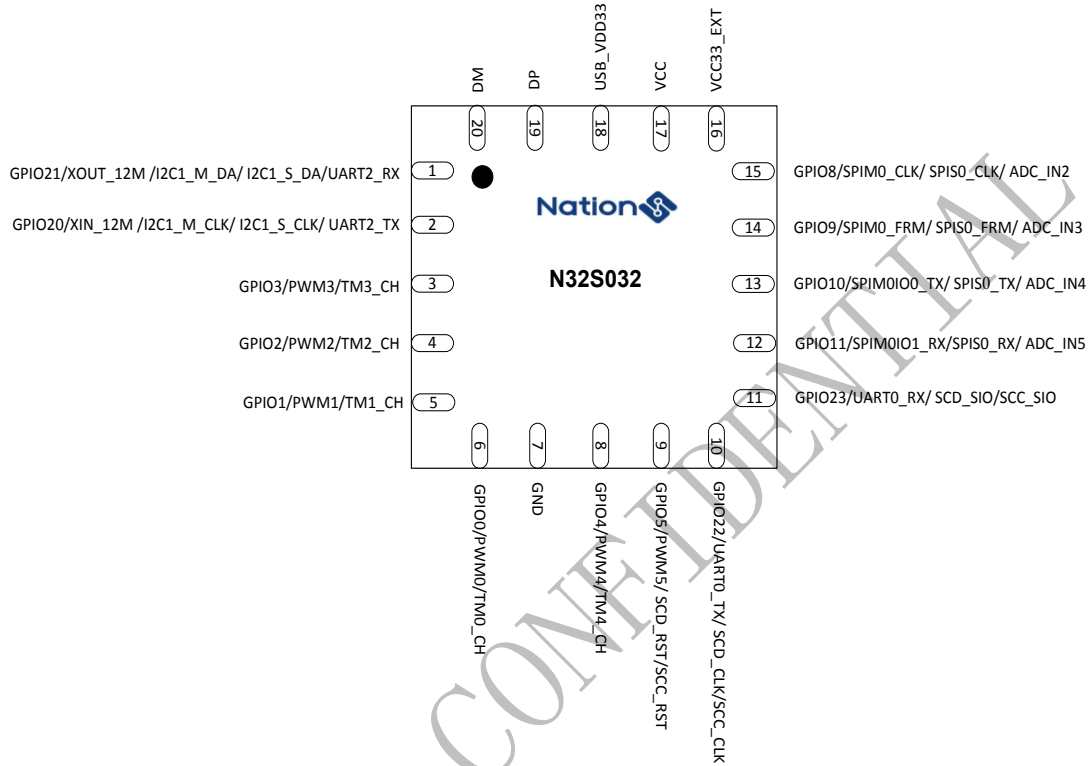 DM
DP
USB_VDD33
VCC
VCC33_EXT
20
19
18
17
16
GPIO21/XOUT_12M /I2C1_M_DA/ I2C1_S_DA/UART2_RX
1
GPIO20/XIN_12M /I2C1_M_CLK/ I2C1_S_CLK/ UART2_TX
2
GPIO3/PWM3/TM3_CH
3
GPIO2/PWM2/TM2_CH
4
GPIO1/PWM1/TM1_CH
5
Nation
N32S032
15
GPIO8/SPIM0_CLK/ SPIS0_CLK/ ADC_IN2
14
GPIO9/SPIM0_FRM/ SPIS0_FRM/ ADC_IN3
13
GPIO10/SPIM0IO0_TX/ SPIS0_TX/ ADC_IN4
12
GPIO11/SPIM0IO1_RX/SPIS0_RX/ ADC_IN5
11
GPIO23/UART0_RX/ SCD_SIO/SCC_SIO
6
7
8
9
10
GPIO0/PWM0/TM0_CH
GND
GPIO4/PWM4/TM4_CH
GPIO5/PWM5/ SCD_RST/SCC_RST
GPIO22/UART0_TX/ SCD_CLK/SCC_CLK
CONFIDENTIAL